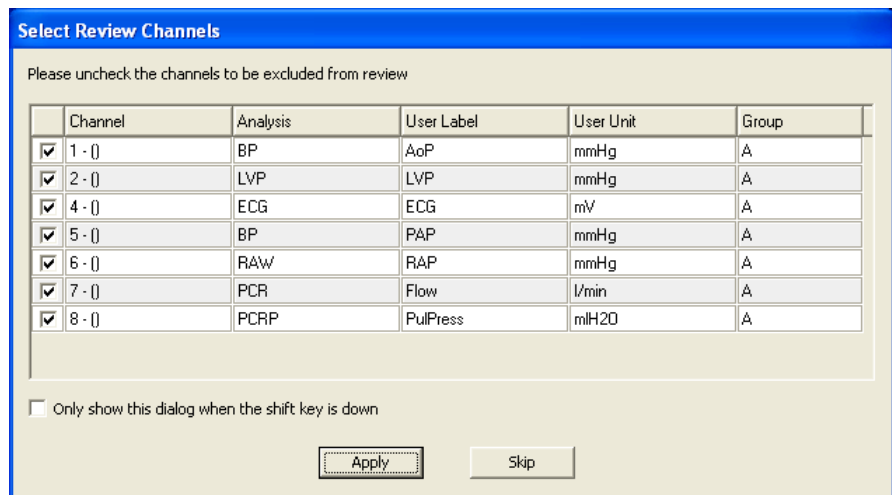 Select Review Channels
Please uncheck the channels to be excluded from review
Channel Analysis User Label User Unit Group
1 - () BP AoP mmHg A
2 - () LVP LVP mmHg A
4 - () ECG ECG mV A
5 - () BP PAP mmHg A
6 - () RAW RAP mmHg A
7 - () PCR Flow l/min A
8 - () PCRP PulPress mlH2O A
Only show this dialog when the shift key is down
Apply Skip